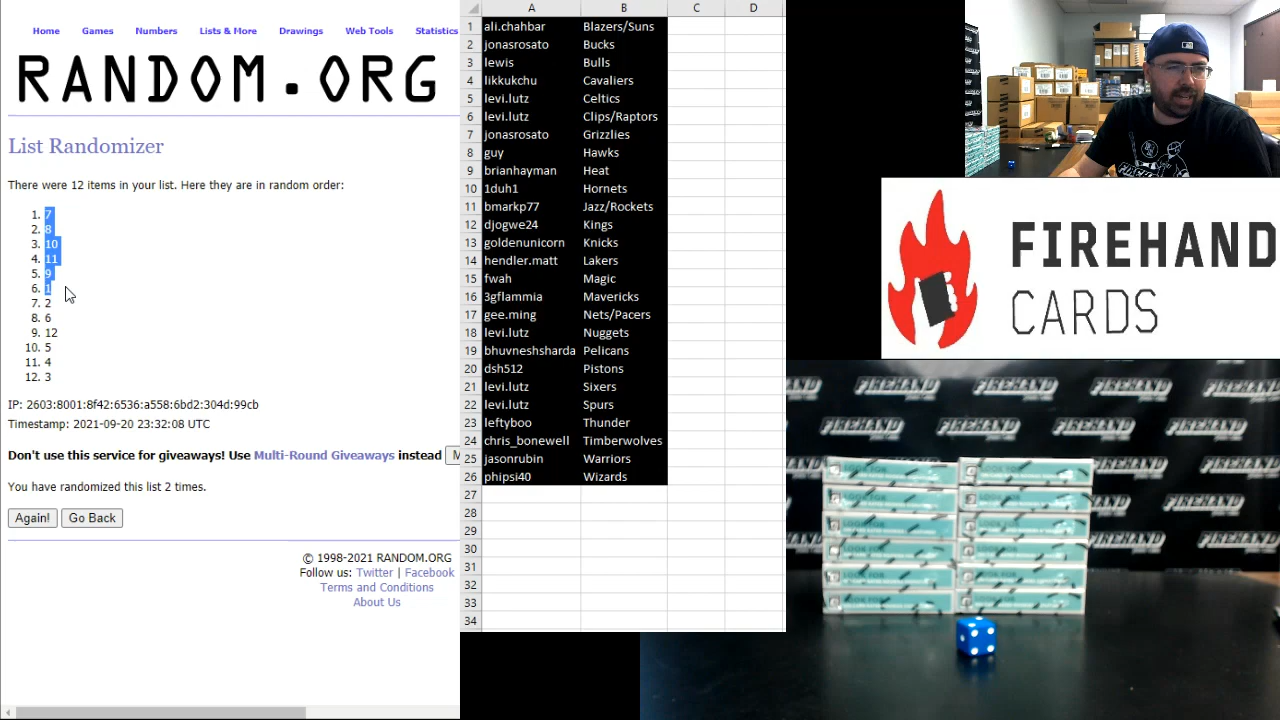 Home Games Numbers Lists & More Drawings Web Tools Statistics
RANDOM.ORG
List Randomizer
There were 12 items in your list. Here they are in random order:
1. 7
2. 8
3. 10
4. 11
5. 9
6. 1
7. 2
8. 6
9. 12
10. 5
11. 4
12. 3
IP: 2603:8001:8f42:6536:a558:6bd2:304d:99cb
Timestamp: 2021-09-20 23:32:08 UTC
Don't use this service for giveaways! Use Multi-Round Giveaways instead
You have randomized this list 2 times.
Again! Go Back
© 1998-2021 RANDOM.ORG
Follow us: Twitter | Facebook
Terms and Conditions
About Us
A B C D
1 ali.chahbar Blazers/Suns
2 jonasrosato Bucks
3 lewis Bulls
4 likkukchu Cavaliers
5 levi.lutz Celtics
6 levi.lutz Clips/Raptors
7 jonasrosato Grizzlies
8 guy Hawks
9 brianhayman Heat
10 1duh1 Hornets
11 bmarkp77 Jazz/Rockets
12 djogwe24 Kings
13 goldenunicorn Knicks
14 hendler.matt Lakers
15 fwah Magic
16 3gflammia Mavericks
17 gee.ming Nets/Pacers
18 levi.lutz Nuggets
19 bhuvneshsharda Pelicans
20 dsh512 Pistons
21 levi.lutz Sixers
22 levi.lutz Spurs
23 leftyboo Thunder
24 chris_bonewell Timberwolves
25 jasonrubin Warriors
26 phipsi40 Wizards
27
28
29
30
31
32
33
34
FIREHAND
CARDS
FIREHAND FIREHAND FIREHAND
FIREHAND FIREHAND FIREHAND
LOOK FOR LOOK FOR